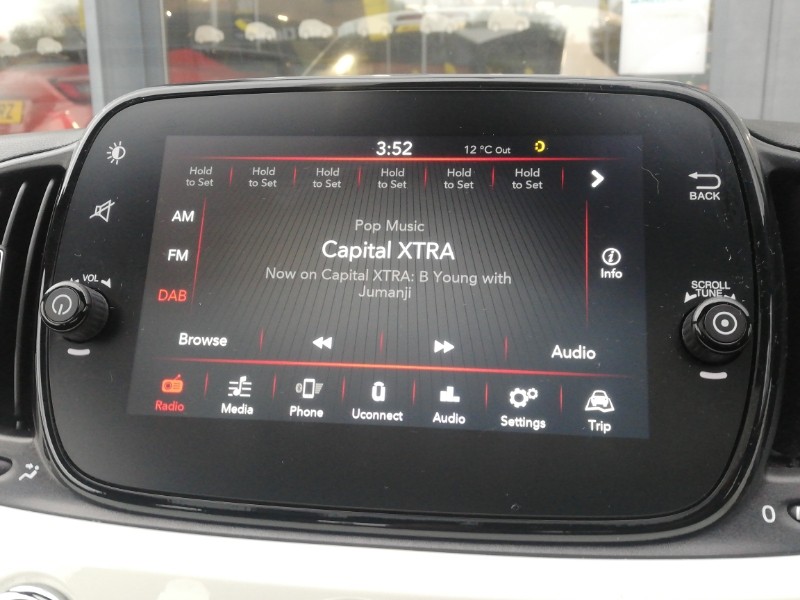 3:52
12 °C Out
Hold to Set
Hold to Set
Hold to Set
Hold to Set
Hold to Set
Hold to Set
AM
FM
DAB
Pop Music
Capital XTRA
Now on Capital XTRA: B Young with
Jumanji
Info
BACK
VOL
SCROLL
TUNE
Browse
Audio
Radio
Media
Phone
Uconnect
Audio
Settings
Trip
0